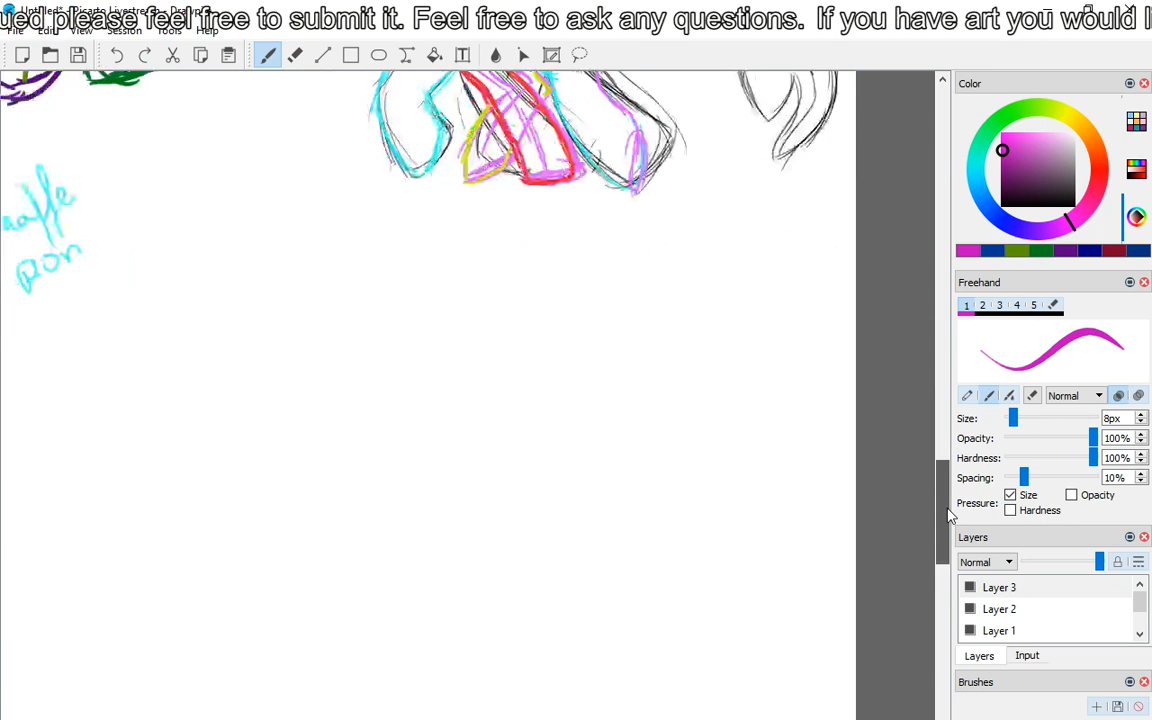 ued please feel free to submit it. Feel free to ask any questions. If you have art you would li
View Session Tools Help
Color
Freehand
1 2 3 4 5
Normal
Size: 8px
Opacity: 100%
Hardness: 100%
Spacing: 10%
Pressure: Size Opacity
Hardness
Layers
Normal
Layer 3
Layer 2
Layer 1
Layers Input
Brushes